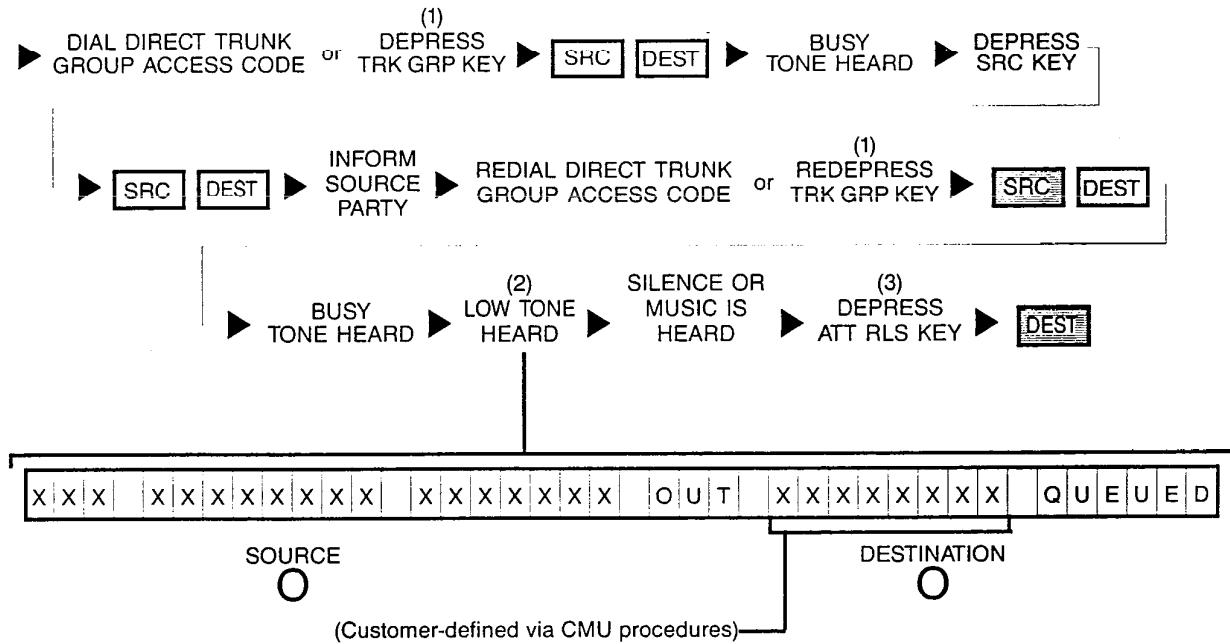 (1)
DIAL DIRECT TRUNK GROUP ACCESS CODE or DEPRESS TRK GRP KEY SRC DEST BUSY TONE HEARD DEPRESS SRC KEY
SRC DEST INFORM SOURCE PARTY REDIAL DIRECT TRUNK GROUP ACCESS CODE or (1) REDEPRESS TRK GRP KEY SRC DEST
BUSY TONE HEARD (2) LOW TONE HEARD SILENCE OR MUSIC IS HEARD (3) DEPRESS ATT RLS KEY DEST
XXX XXXXXXXX XXXXXXX OUT XXXXXXXX QUEUED
SOURCE DESTINATION
(Customer-defined via CMU procedures)